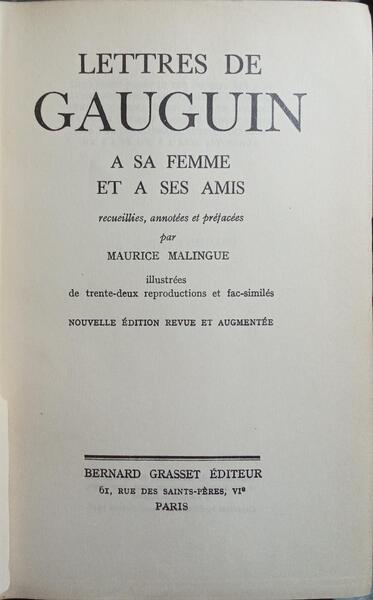 LETTRES DE
GAUGUIN
A SA FEMME
ET A SES AMIS
recueillies, annotées et préfacées
par
MAURICE MALINGUE
illustrées
de trente-deux reproductions et fac-similés
NOUVELLE ÉDITION REVUE ET AUGMENTÉE
BERNARD GRASSET ÉDITEUR
61, RUE DES SAINTS-PÈRES, VIᵉ
PARIS